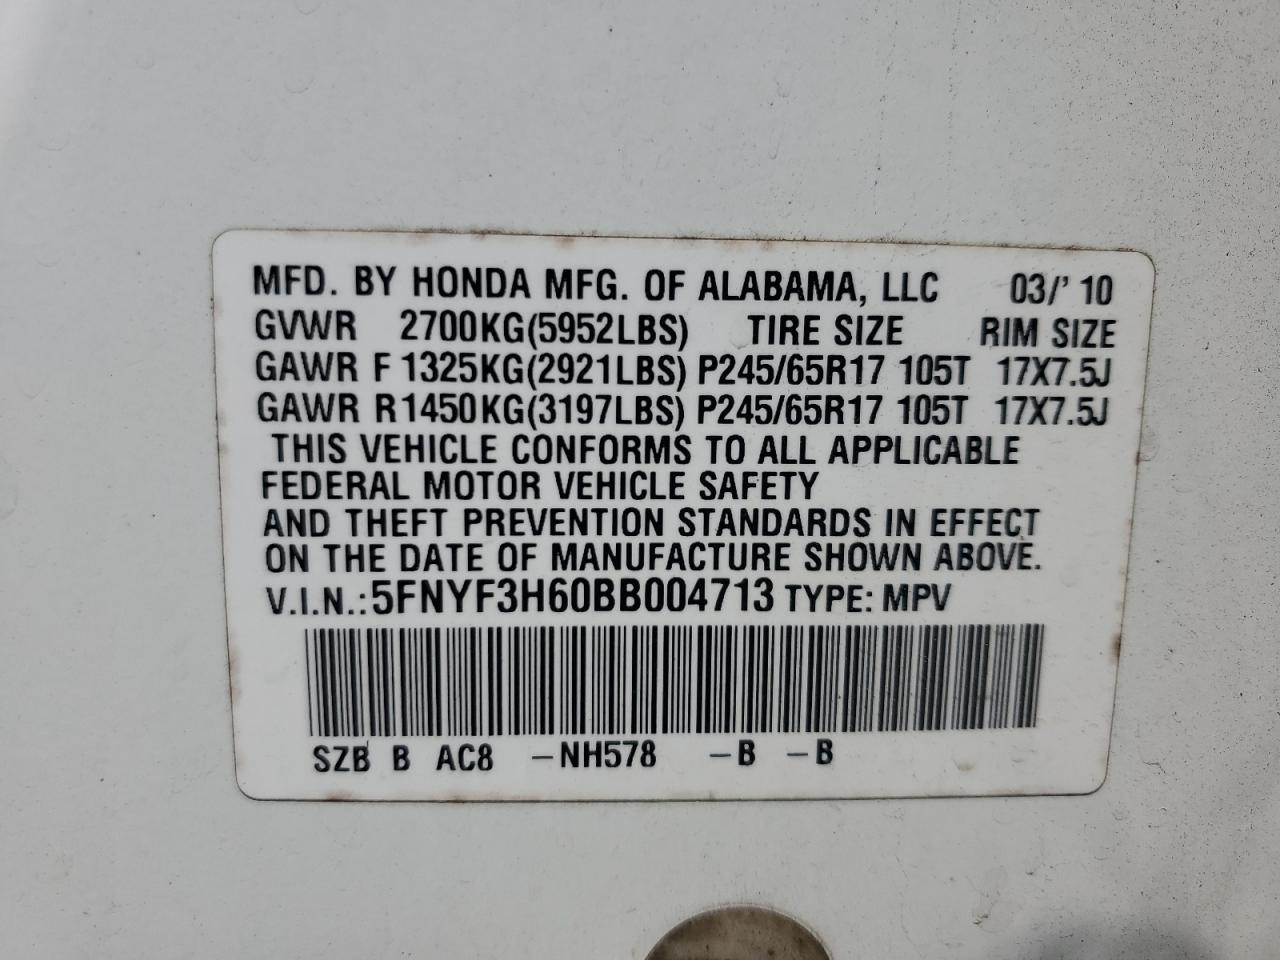 MFD. BY HONDA MFG. OF ALABAMA, LLC 03/' 10
GVWR 2700KG(5952LBS) TIRE SIZE RIM SIZE
GAWR F 1325KG(2921LBS) P245/65R17 105T 17X7.5J
GAWR R1450KG(3197LBS) P245/65R17 105T 17X7.5J
THIS VEHICLE CONFORMS TO ALL APPLICABLE
FEDERAL MOTOR VEHICLE SAFETY
AND THEFT PREVENTION STANDARDS IN EFFECT
ON THE DATE OF MANUFACTURE SHOWN ABOVE.
V.I.N.:5FNYF3H60BB004713 TYPE: MPV
SZB B AC8 -NH578 -B -B